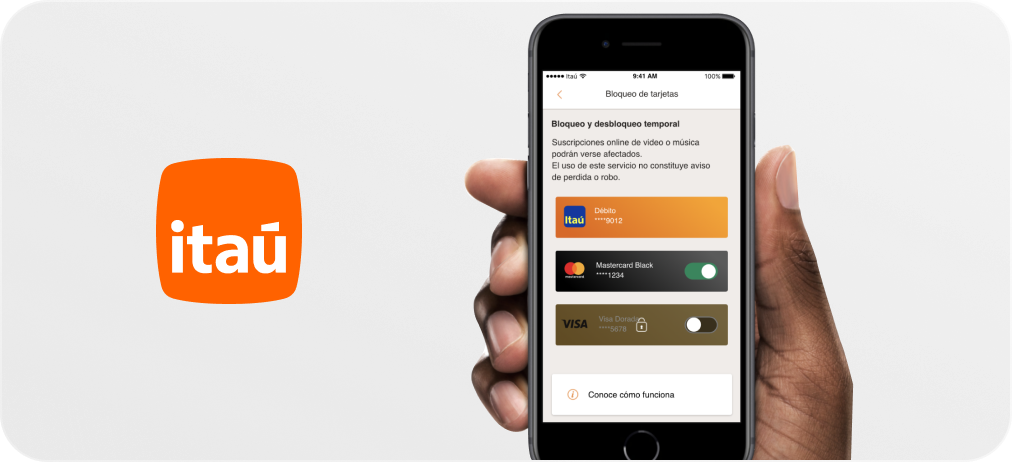 itaú
Itaú
9:41 AM
100%
Bloqueo de tarjetas
Bloqueo y desbloqueo temporal
Suscripciones online de video o música
podrán verse afectados.
El uso de este servicio no constituye aviso
de perdida o robo.
Itaú
Débito
****9012
Mastercard Black
****1234
mastercard
VISA
Visa Dorada
****5678
Conoce cómo funciona